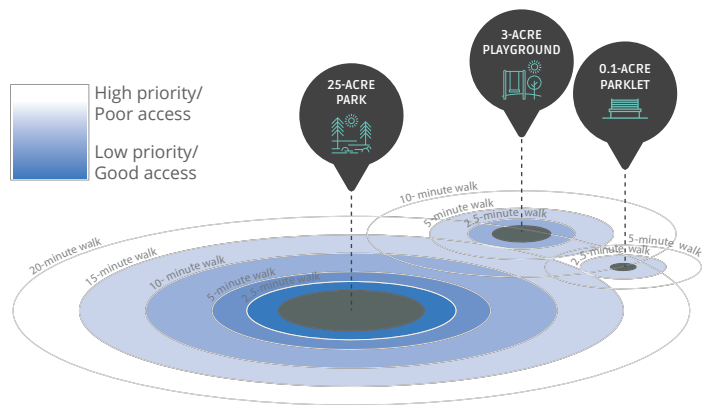 High priority/
Poor access
Low priority/
Good access
25-ACRE
PARK
3-ACRE
PLAYGROUND
0.1-ACRE
PARKLET
20-minute walk
15-minute walk
10- minute walk
5-minute walk
2.5-minute walk
10- minute walk
5-minute walk
2.5-minute walk
5-minute walk
2.5-minute walk